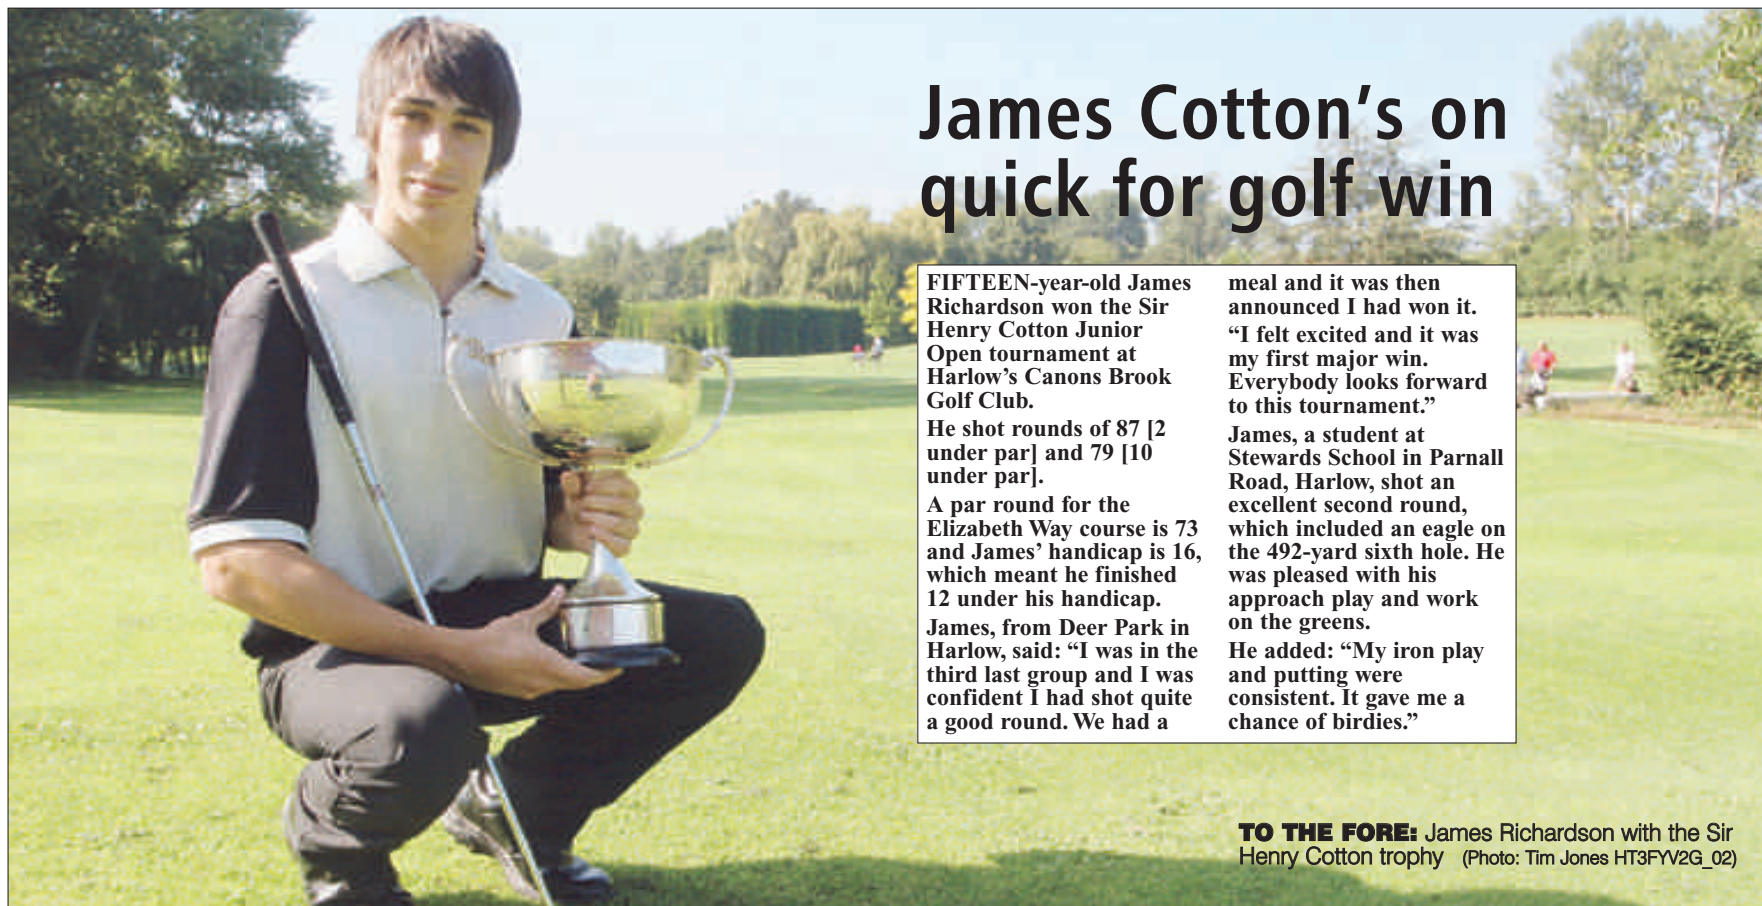 James Cotton’s on
quick for golf win
FIFTEEN-year-old James
Richardson won the Sir
Henry Cotton Junior
Open tournament at
Harlow’s Canons Brook
Golf Club.
He shot rounds of 87 [2
under par] and 79 [10
under par].
A par round for the
Elizabeth Way course is 73
and James’ handicap is 16,
which meant he finished
12 under his handicap.
James, from Deer Park in
Harlow, said: “I was in the
third last group and I was
confident I had shot quite
a good round. We had a
meal and it was then
announced I had won it.
“I felt excited and it was
my first major win.
Everybody looks forward
to this tournament.”
James, a student at
Stewards School in Parnall
Road, Harlow, shot an
excellent second round,
which included an eagle on
the 492-yard sixth hole. He
was pleased with his
approach play and work
on the greens.
He added: “My iron play
and putting were
consistent. It gave me a
chance of birdies.”
TO THE FORE: James Richardson with the Sir
Henry Cotton trophy (Photo: Tim Jones HT3FYV2G_02)